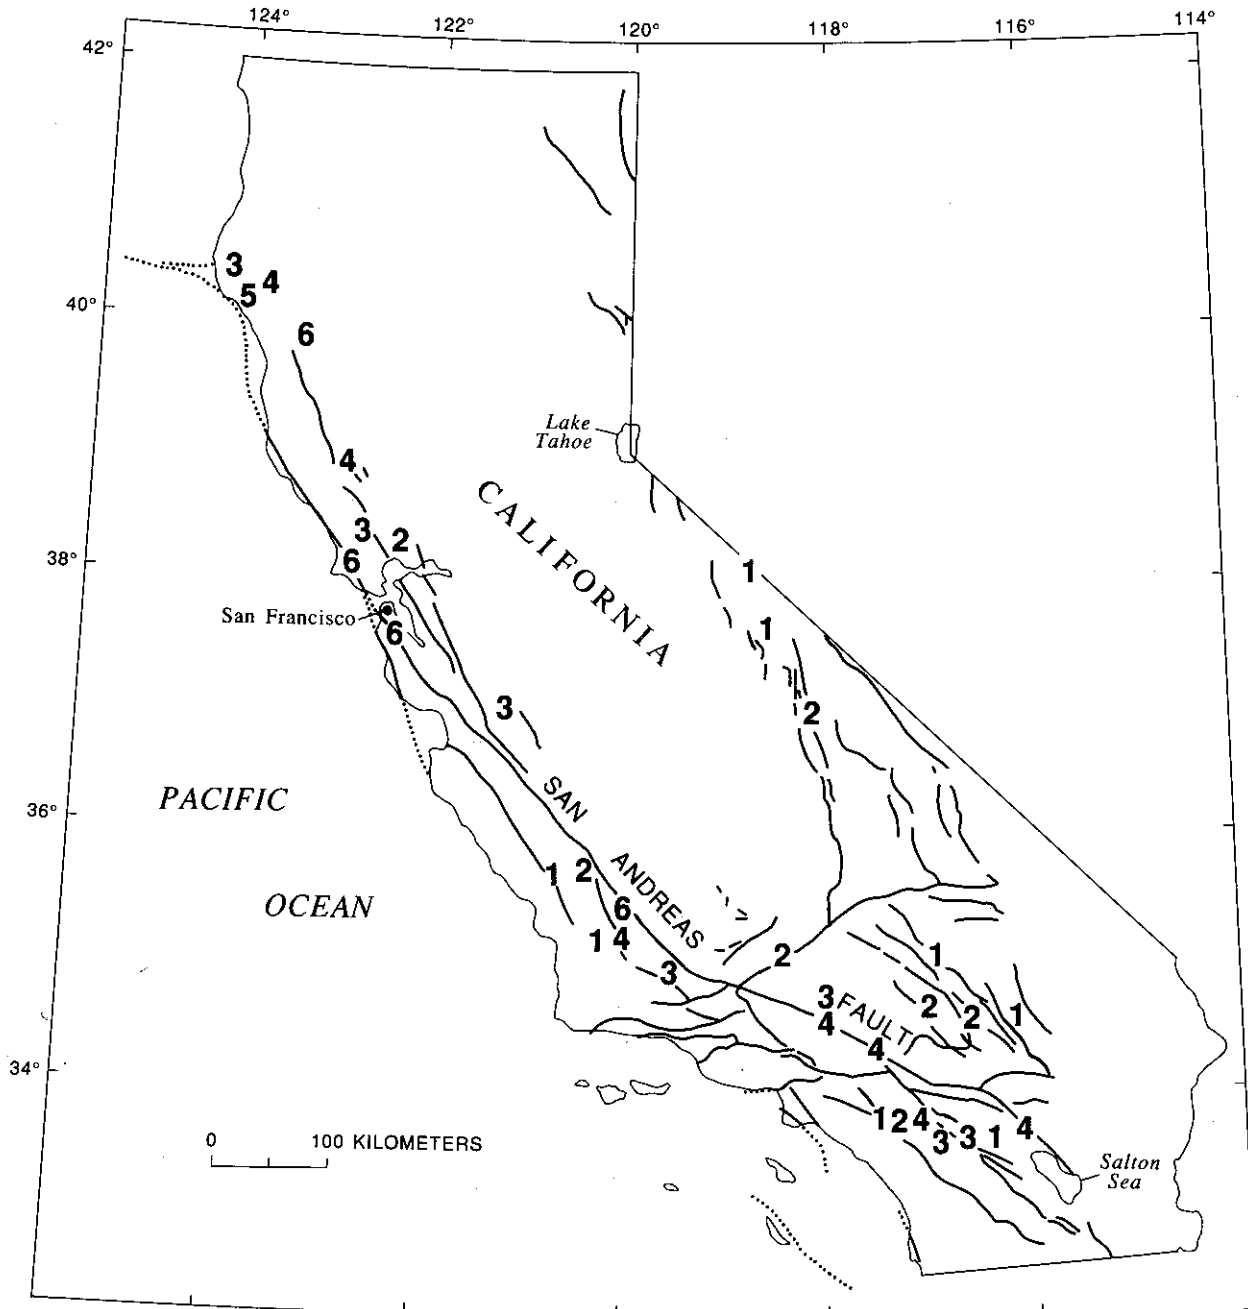 124° 122° 120° 118° 116° 114°
42°
3 4
5
40°
6
Lake
Tahoe
4
CALIFORNIA
3 2
38°
6
1
San Francisco
6
1
3
2
SAN
PACIFIC
36°
ANDREAS
1 2
OCEAN
6
1 4
2
1
3
3
FAULT
2
2
1
4
4
34°
1 2 4
3 3 1
4
0 100 KILOMETERS
Salton
Sea